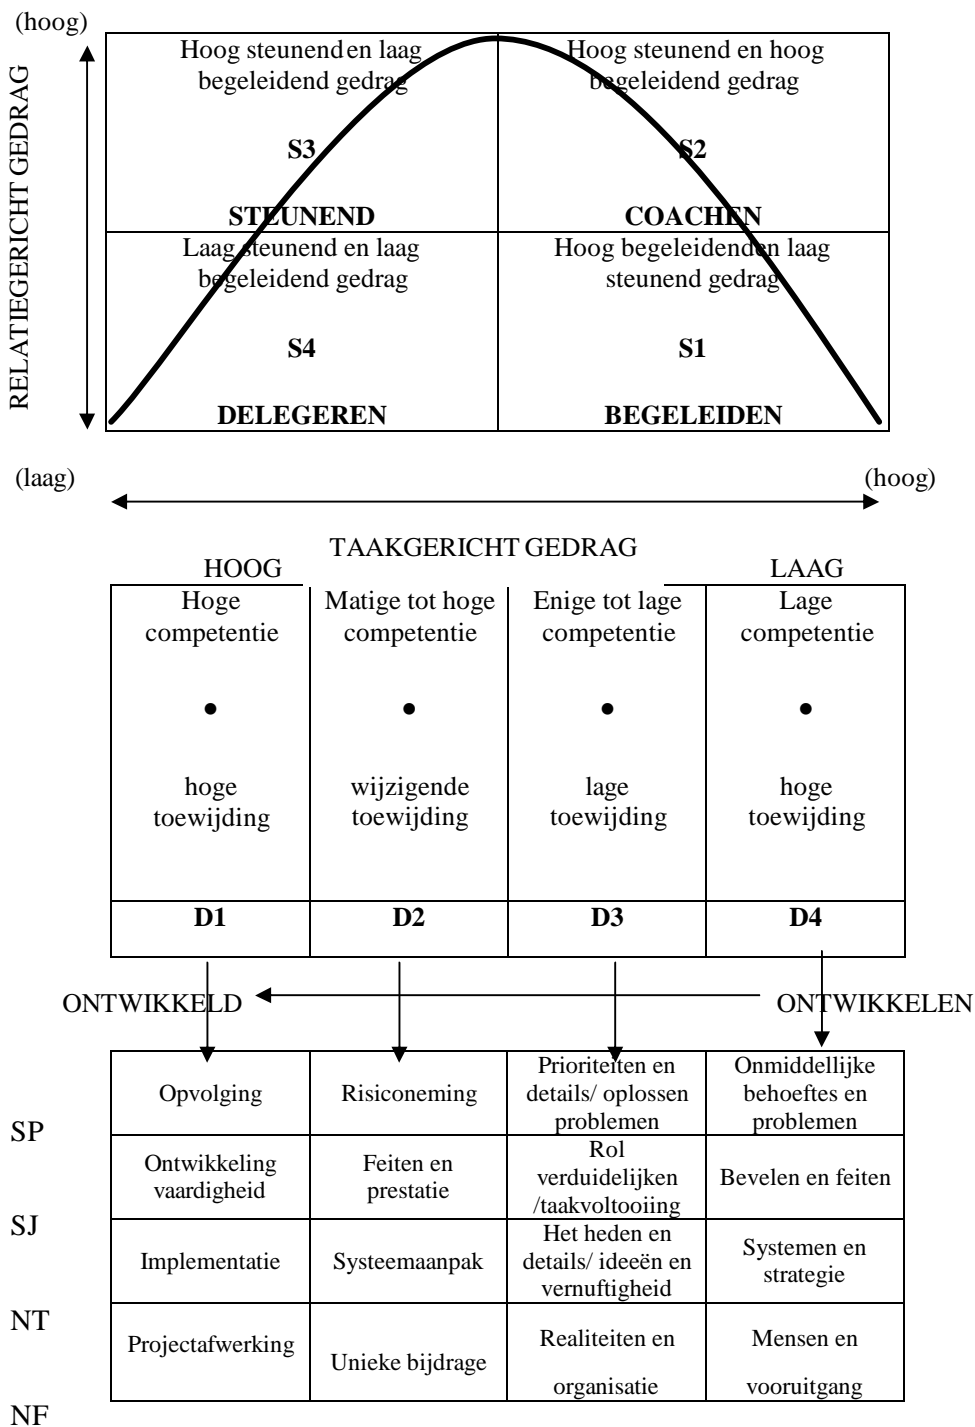 (hoog)
RELATIEGERICHT GEDRAG
Hoog steunend en laag
begeleidend gedrag
S3
STEUNEND
Hoog steunend en hoog
begeleidend gedrag
S2
COACHEN
Laag steunend en laag
begeleidend gedrag
S4
DELEGEREN
Hoog begeleidenden laag
steunend gedrag
S1
BEGELEIDEN
(laag)
(hoog)
TAAKGERICHT GEDRAG
HOOG
LAAG
Hoge
competentie
•
hoge
toewijding
D1
Matige tot hoge
competentie
•
wijzigende
toewijding
D2
Enige tot lage
competentie
•
lage
toewijding
D3
Lage
competentie
•
hoge
toewijding
D4
ONTWIKKELD
ONTWIKKELEN
SP
Opvolging
Risiconeming
Prioriteiten en
details/ oplossen
problemen
Onmiddellijke
behoeftes en
problemen
SJ
Ontwikkeling
vaardigheid
Feiten en
prestatie
Rol
verduidelijken
/taakvoltooiing
Bevelen en feiten
NT
Implementatie
Systeemaanpak
Het heden en
details/ ideeën en
vernuftigheid
Systemen en
strategie
NF
Projectafwerking
Unieke bijdrage
Realiteiten en
organisatie
Mensen en
vooruitgang